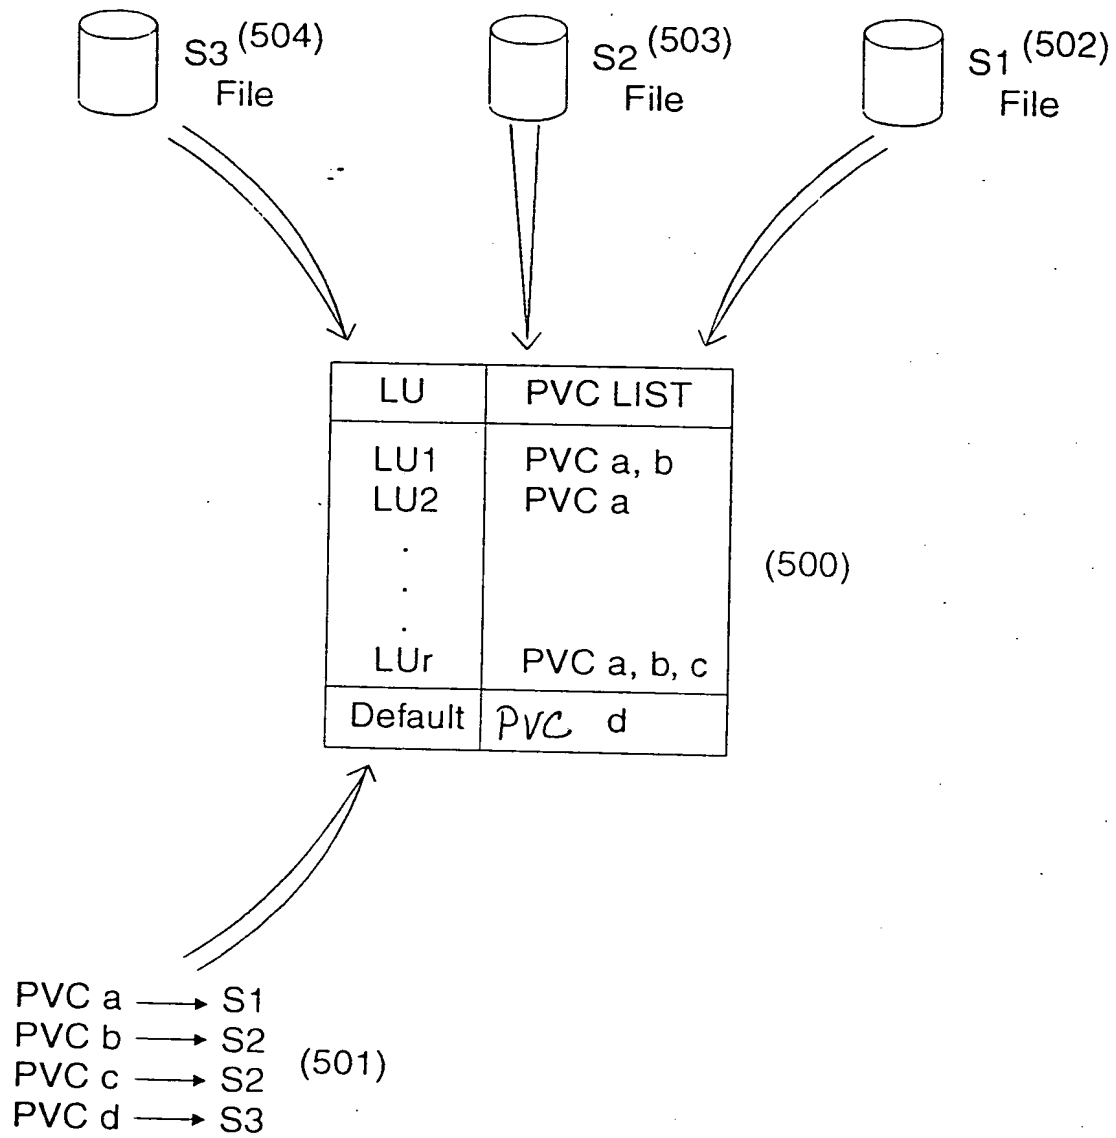 S3 (504)
File
S2 (503)
File
S1 (502)
File
LU PVC LIST
LU1 PVC a, b
LU2 PVC a
.
.
.
LUr PVC a, b, c
Default PVC d
(500)
PVC a → S1
PVC b → S2
PVC c → S2
PVC d → S3
(501)